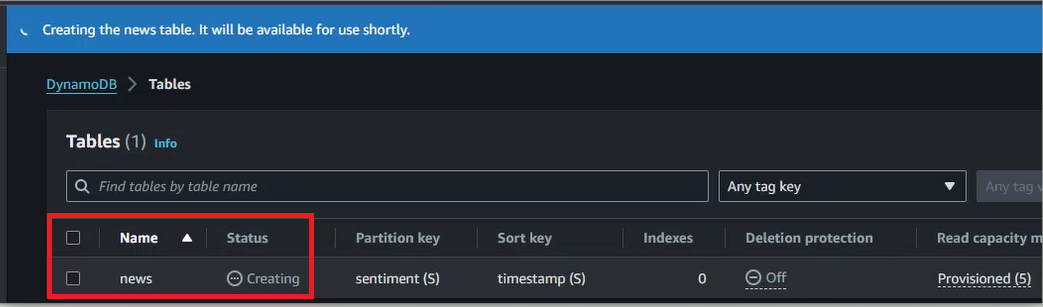 Creating the news table. It will be available for use shortly.
DynamoDB > Tables
Tables (1) Info
Find tables by table name
Any tag key
Any tag v
Name Status Partition key Sort key Indexes Deletion protection Read capacity m
news Creating sentiment (S) timestamp (S) 0 Off Provisioned (5)